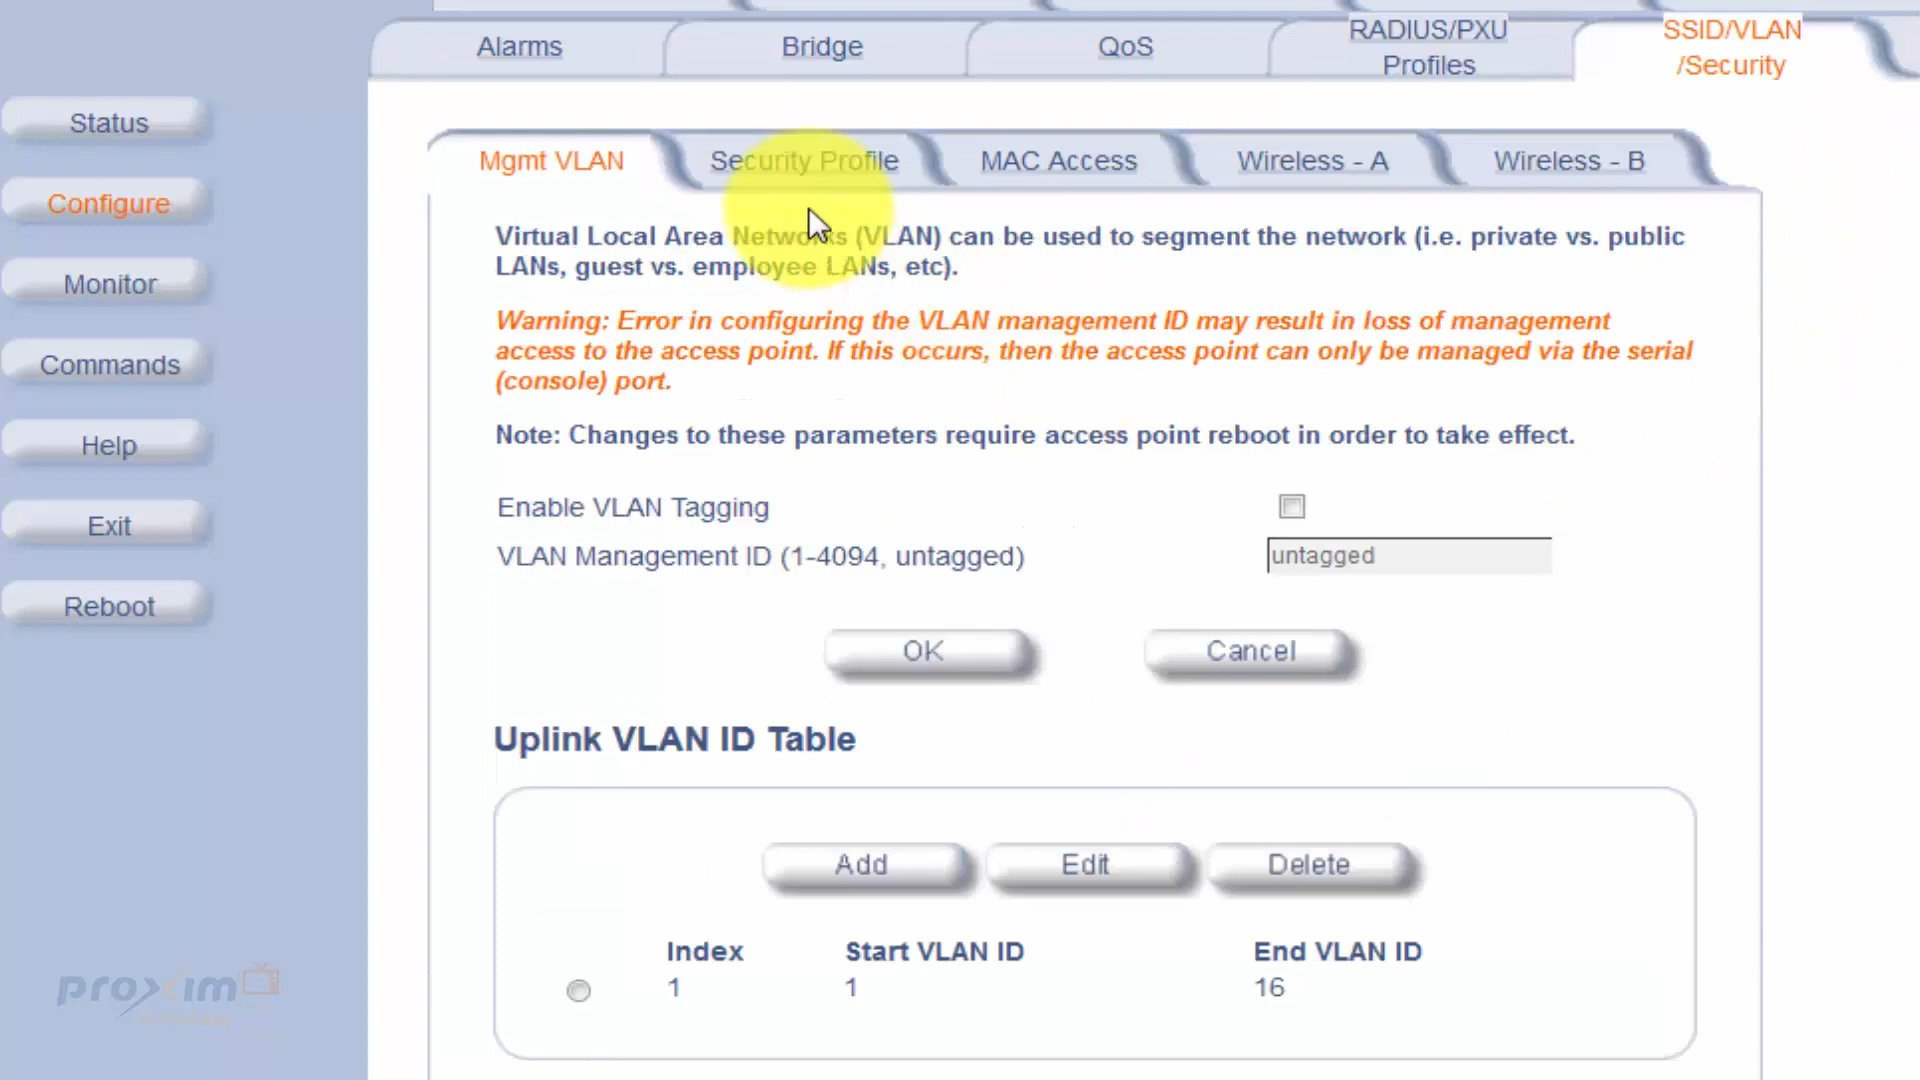 Alarms
Bridge
QoS
RADIUS/PXU
Profiles
SSID/VLAN
/Security
Status
Configure
Monitor
Commands
Help
Exit
Reboot
Mgmt VLAN
Security Profile
MAC Access
Wireless - A
Wireless - B
Virtual Local Area Networks (VLAN) can be used to segment the network (i.e. private vs. public
LANs, guest vs. employee LANs, etc).
Warning: Error in configuring the VLAN management ID may result in loss of management
access to the access point. If this occurs, then the access point can only be managed via the serial
(console) port.
Note: Changes to these parameters require access point reboot in order to take effect.
Enable VLAN Tagging
VLAN Management ID (1-4094, untagged)
untagged
OK
Cancel
Uplink VLAN ID Table
Add
Edit
Delete
Index
Start VLAN ID
End VLAN ID
1
1
16
proxim